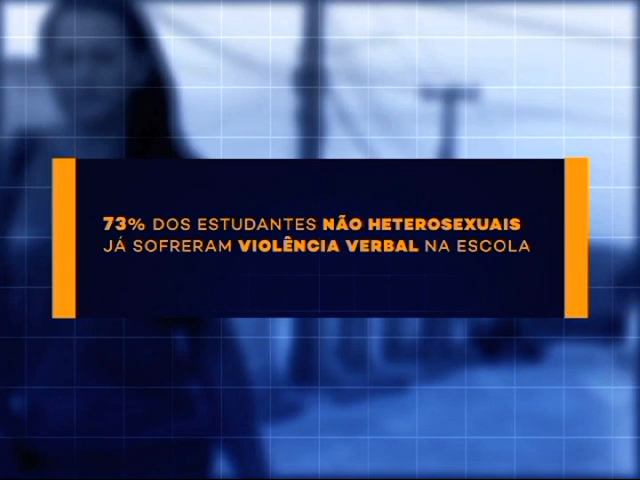 73% DOS ESTUDANTES NÃO HETEROSEXUAIS
JÁ SOFRERAM VIOLÊNCIA VERBAL NA ESCOLA